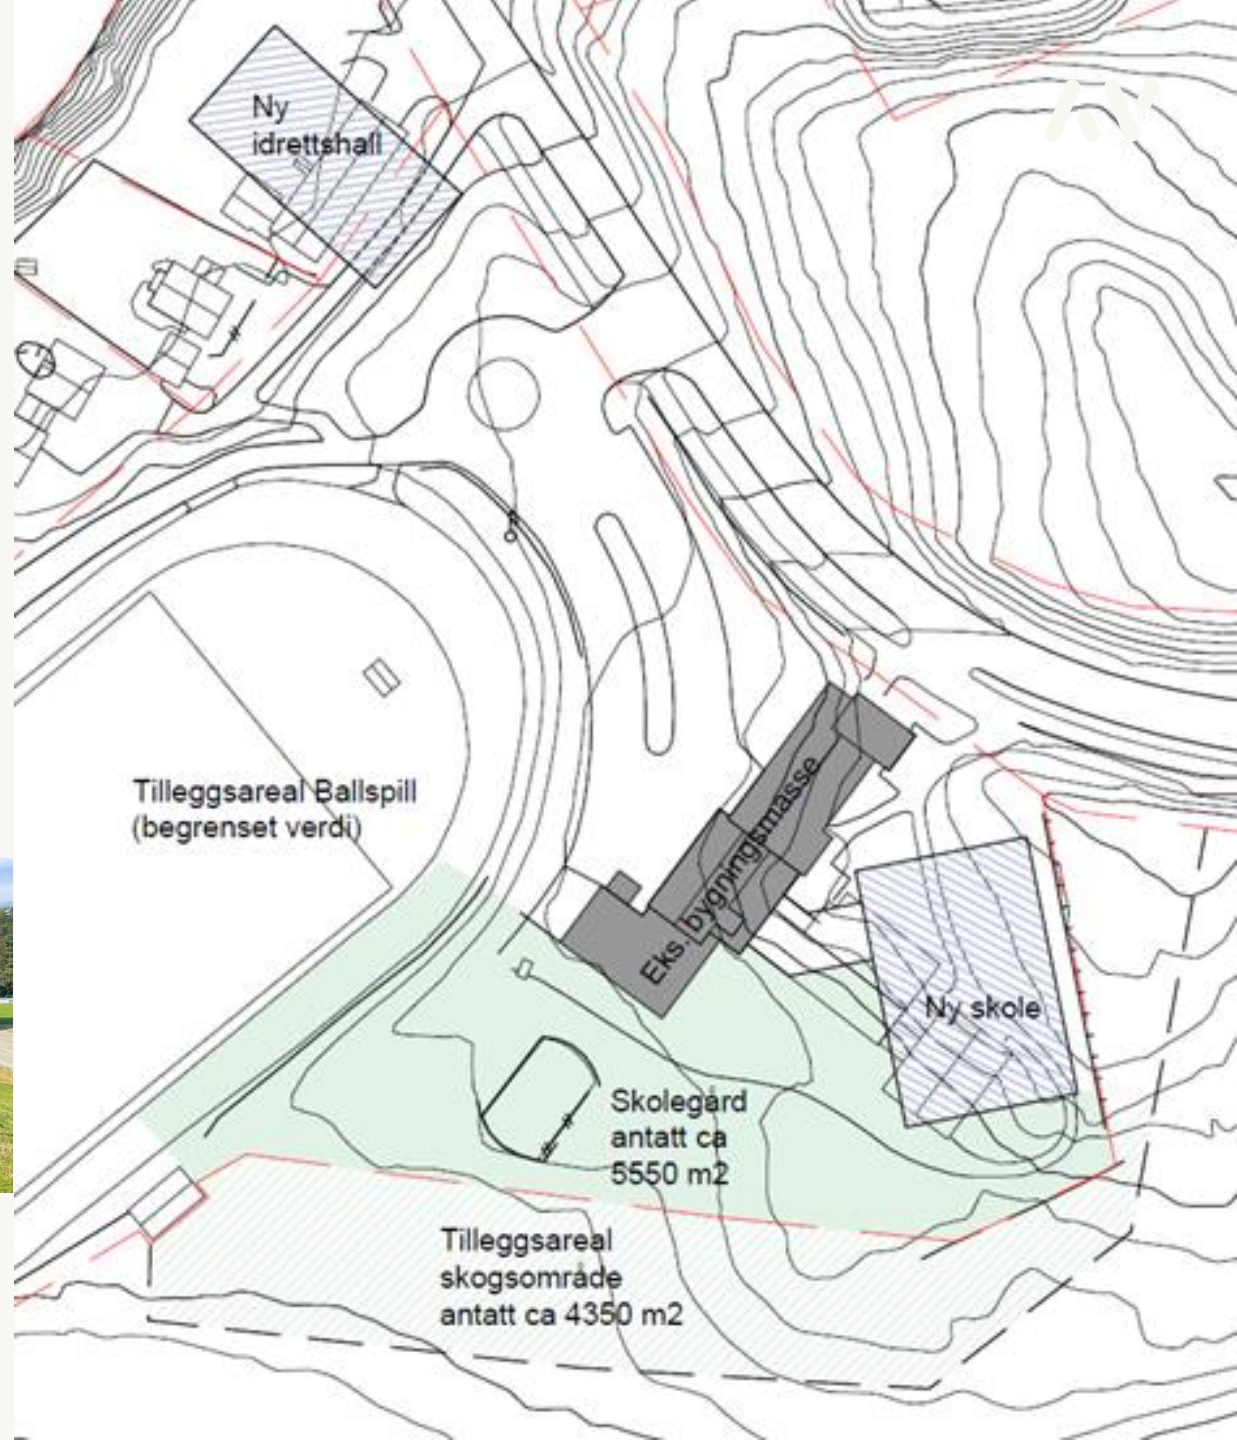 Ny
idrettshall
Tilleggsareal Ballspill
(begrenset verdi)
Eks. bygningsmasse
Ny skole
Skolegård
antatt ca
5550 m2
Tilleggsareal
skogsområde
antatt ca 4350 m2